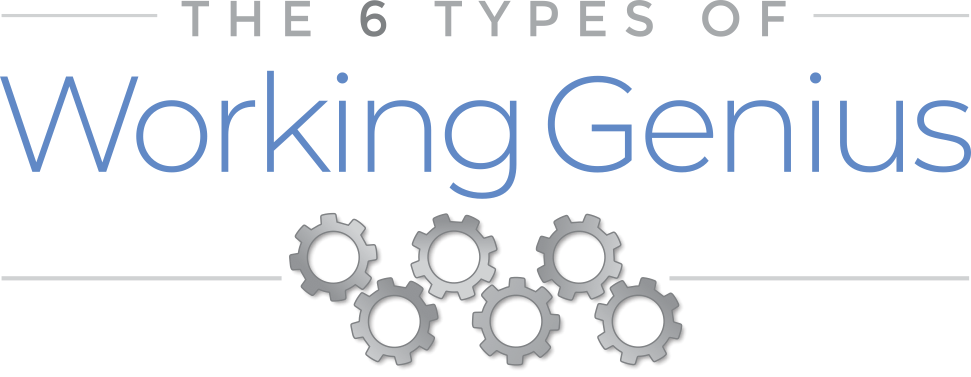 THE 6 TYPES OF
Working Genius